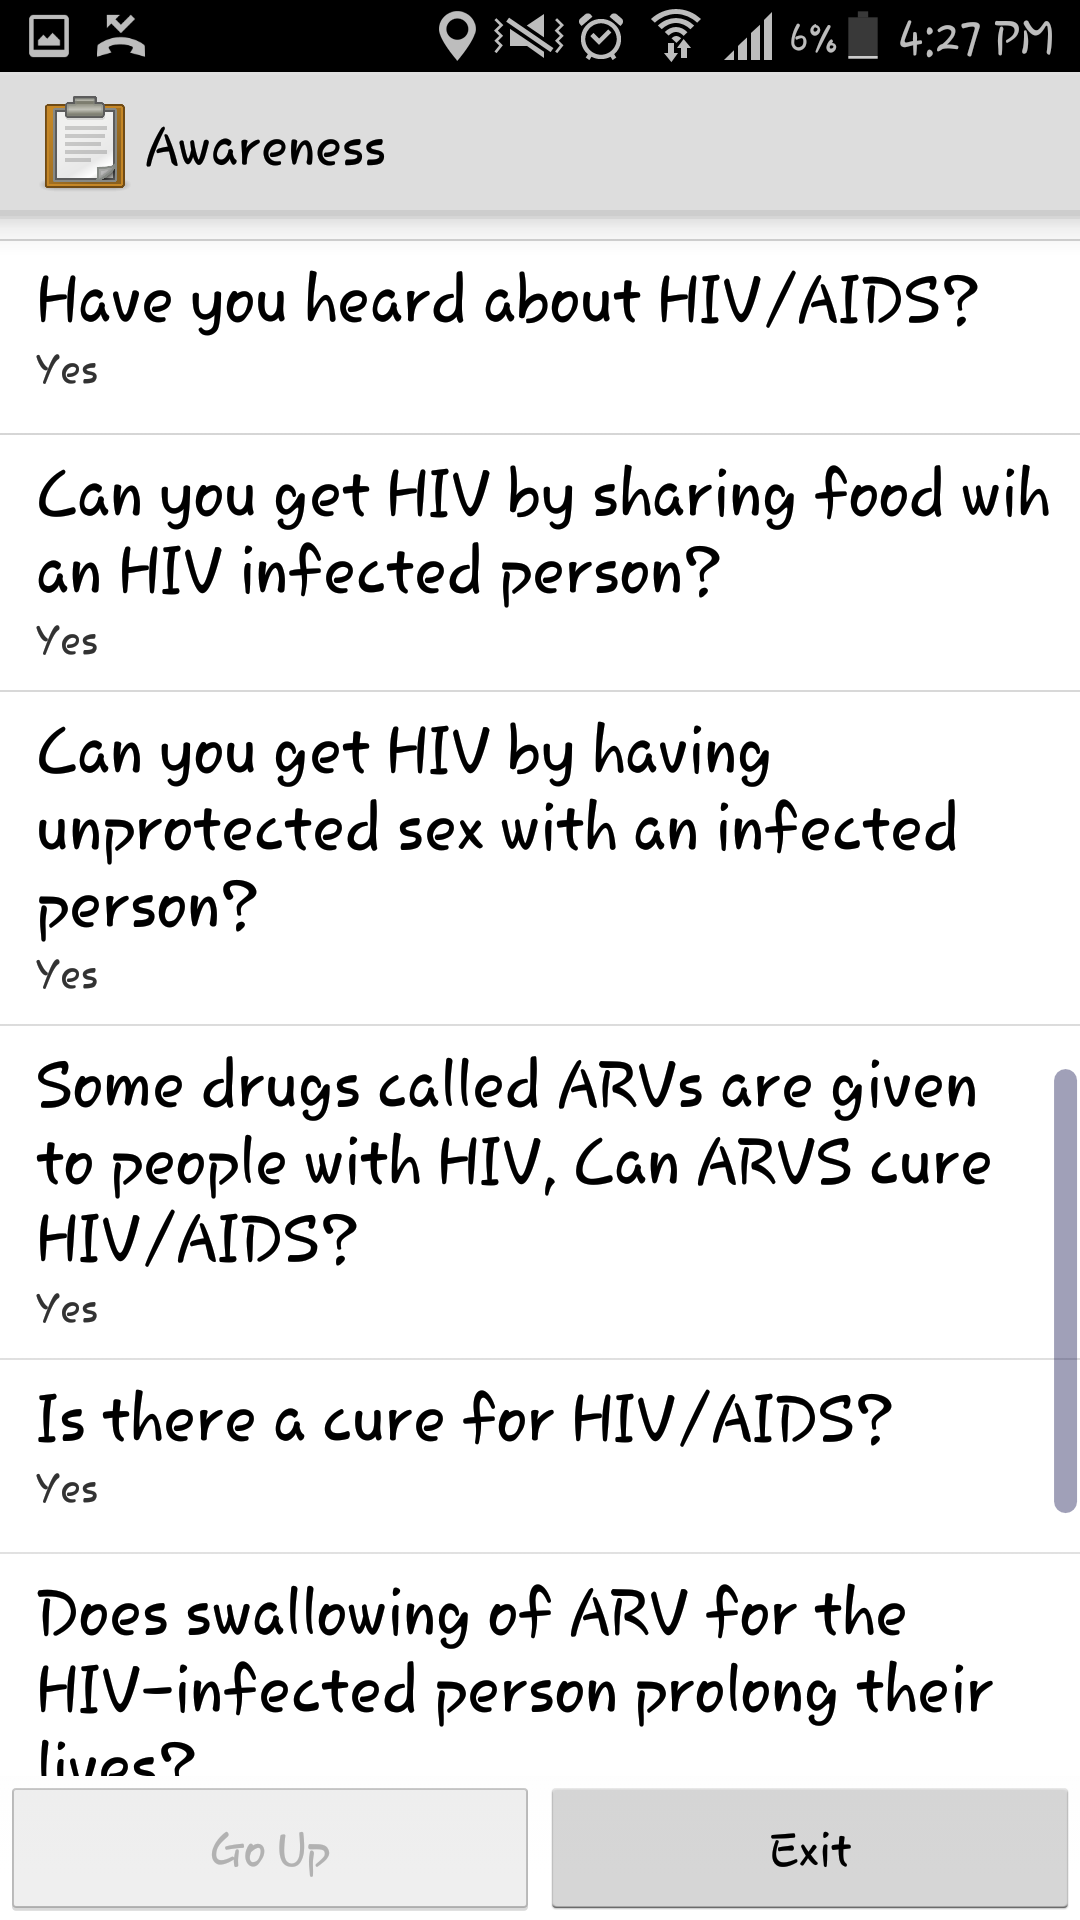 6% 4:27 PM
Awareness
Have you heard about HIV/AIDS?
Yes
Can you get HIV by sharing food wih
an HIV infected person?
Yes
Can you get HIV by having
unprotected sex with an infected
person?
Yes
Some drugs called ARVs are given
to people with HIV, Can ARVS cure
HIV/AIDS?
Yes
Is there a cure for HIV/AIDS?
Yes
Does swallowing of ARV for the
HIV-infected person prolong their
lives?
Go Up Exit